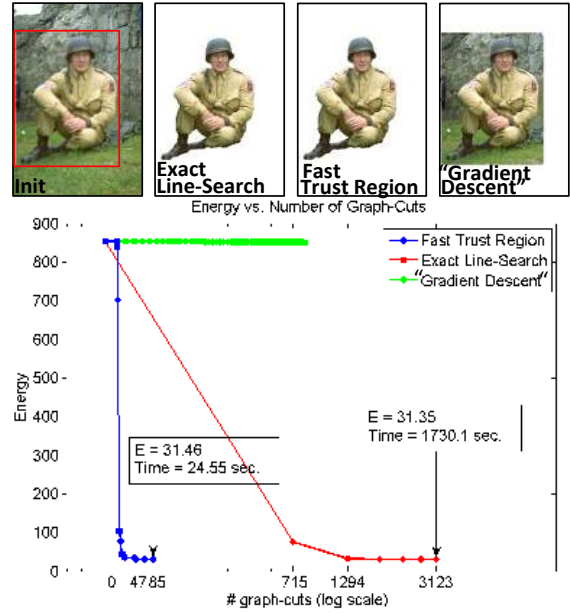 Init
Exact
Line-Search
Fast
Trust Region
"Gradient
Descent"
Energy vs. Number of Graph-Cuts
900
800
700
600
500
400
300
200
100
0
Energy
Fast Trust Region
Exact Line-Search
"Gradient Descent"
E = 31.46
Time = 24.55 sec.
E = 31.35
Time = 1730.1 sec.
0 4785 715 1294 3123
# graph-cuts (log scale)